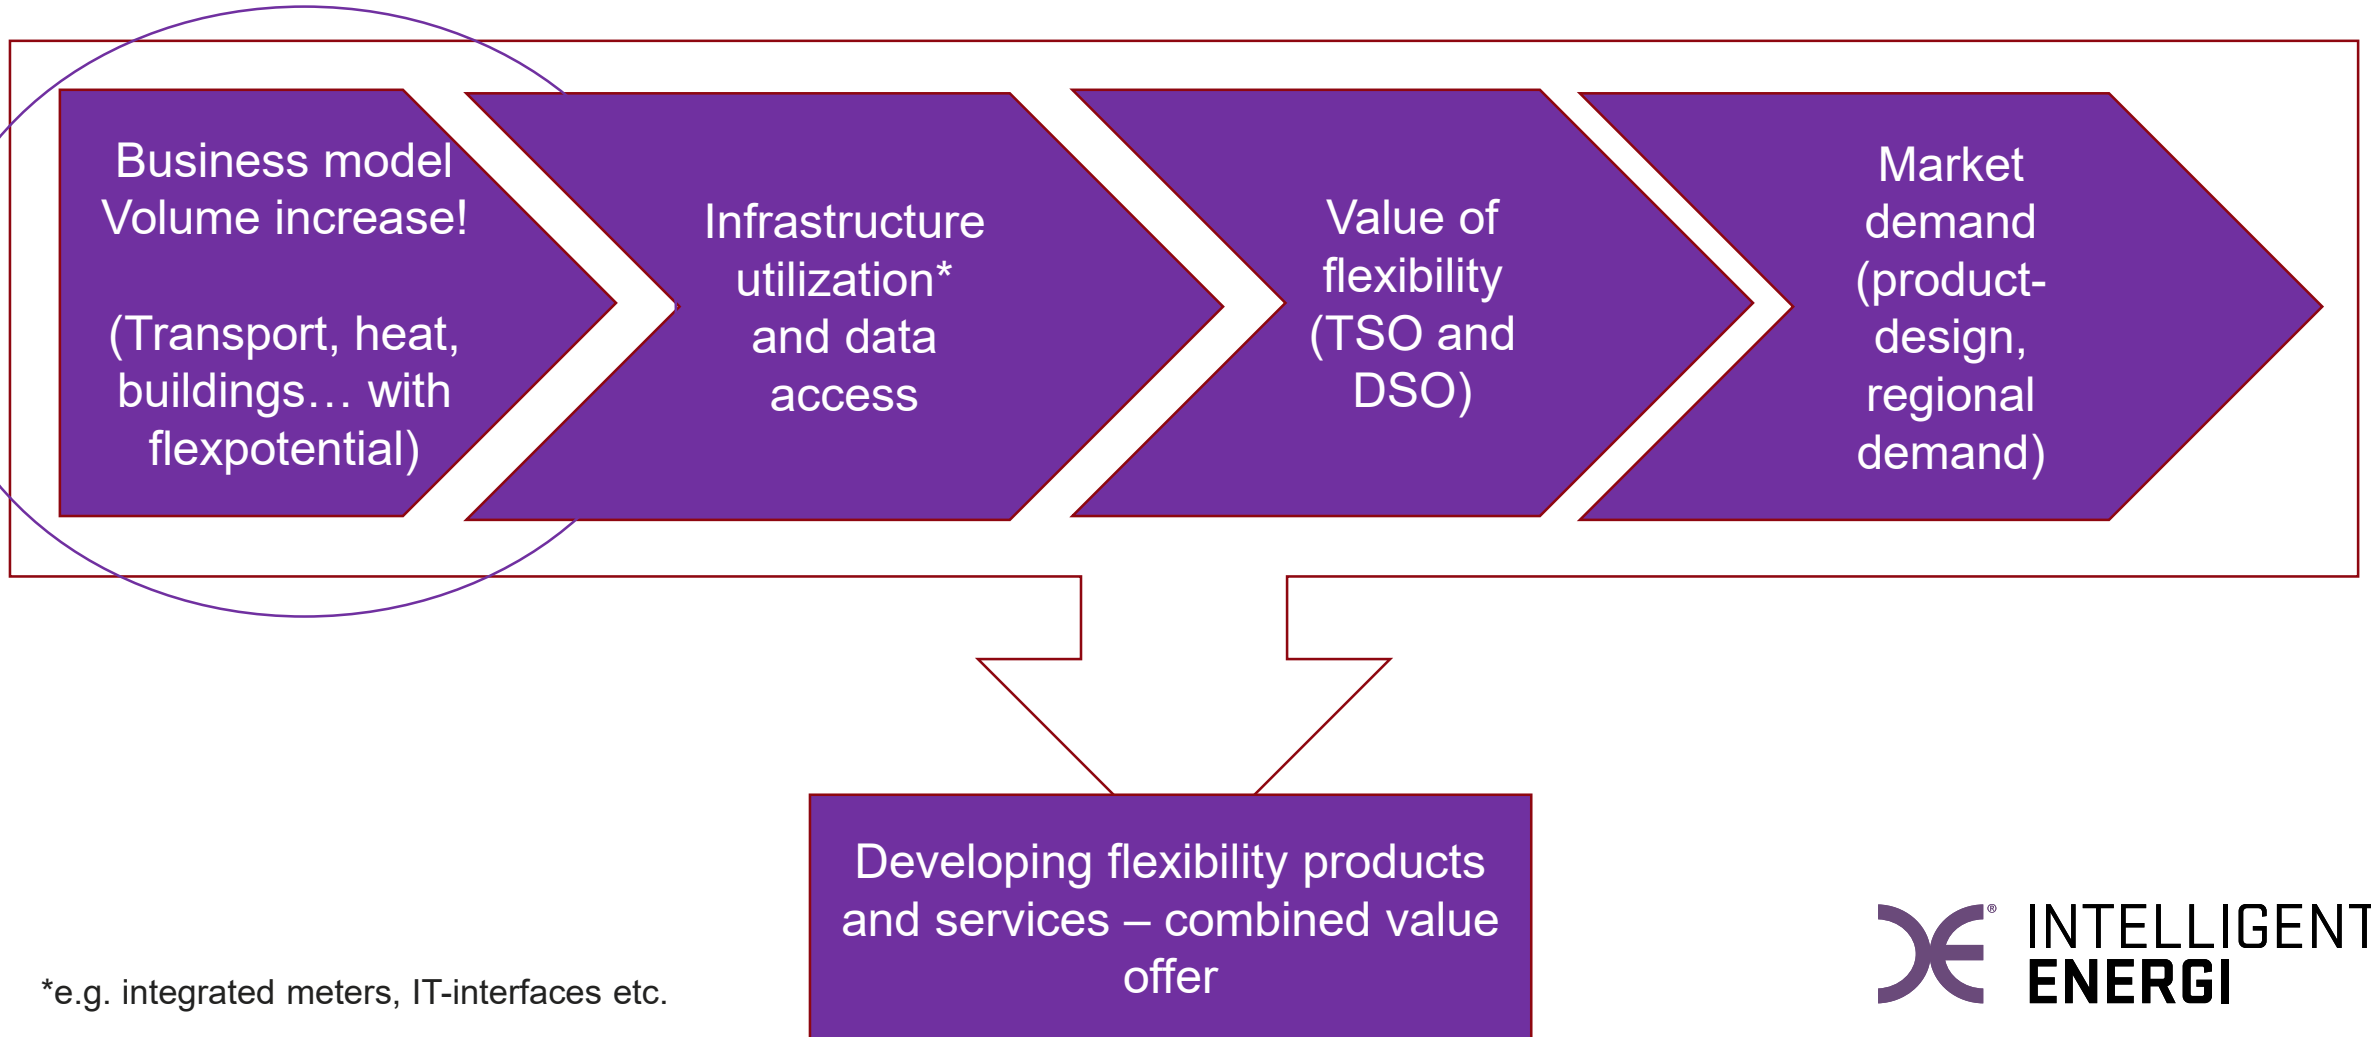 Business model
Volume increase!
(Transport, heat,
buildings… with
flexpotential)
Infrastructure
utilization*
and data
access
Value of
flexibility
(TSO and
DSO)
Market
demand
(product-
design,
regional
demand)
Developing flexibility products
and services – combined value
offer
*e.g. integrated meters, IT-interfaces etc.
®
INTELLIGENT
ENERGI